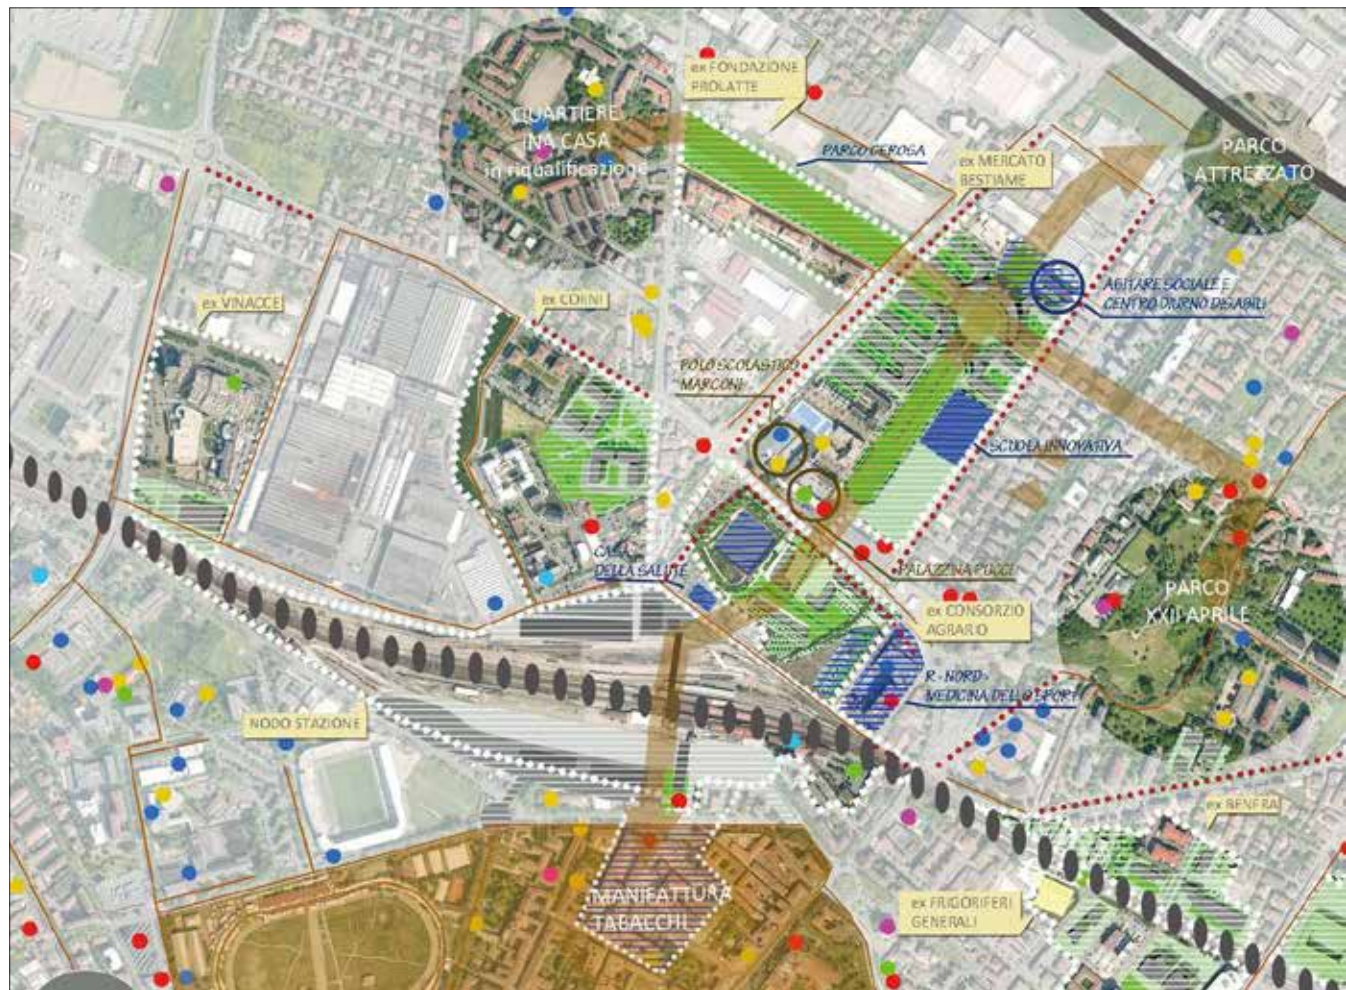 ex FONDAZIONE
PROLATTE
QUARTIERE
INA CASA
in riqualificazione
PARCO GEROSA
ex MERCATO
BESTIAME
PARCO
ATTREZZATO
ex VINACCE
ex CORNI
ABITARE SOCIALE E
CENTRO DIURNO DISABILI
POLO SCOLASTICO
MARCONI
SCUOLA INNOVATIVA
CASA
DELLA SALUTE
PALAZZINA PUCCI
PARCO
XXII APRILE
ex CONSORZIO
AGRARIO
R-NORD-
MEDICINA DELLO SPORT
NODO STAZIONE
ex BENFRA
MANIFATTURA
TABACCHI
ex FRIGORIFERI
GENERALI